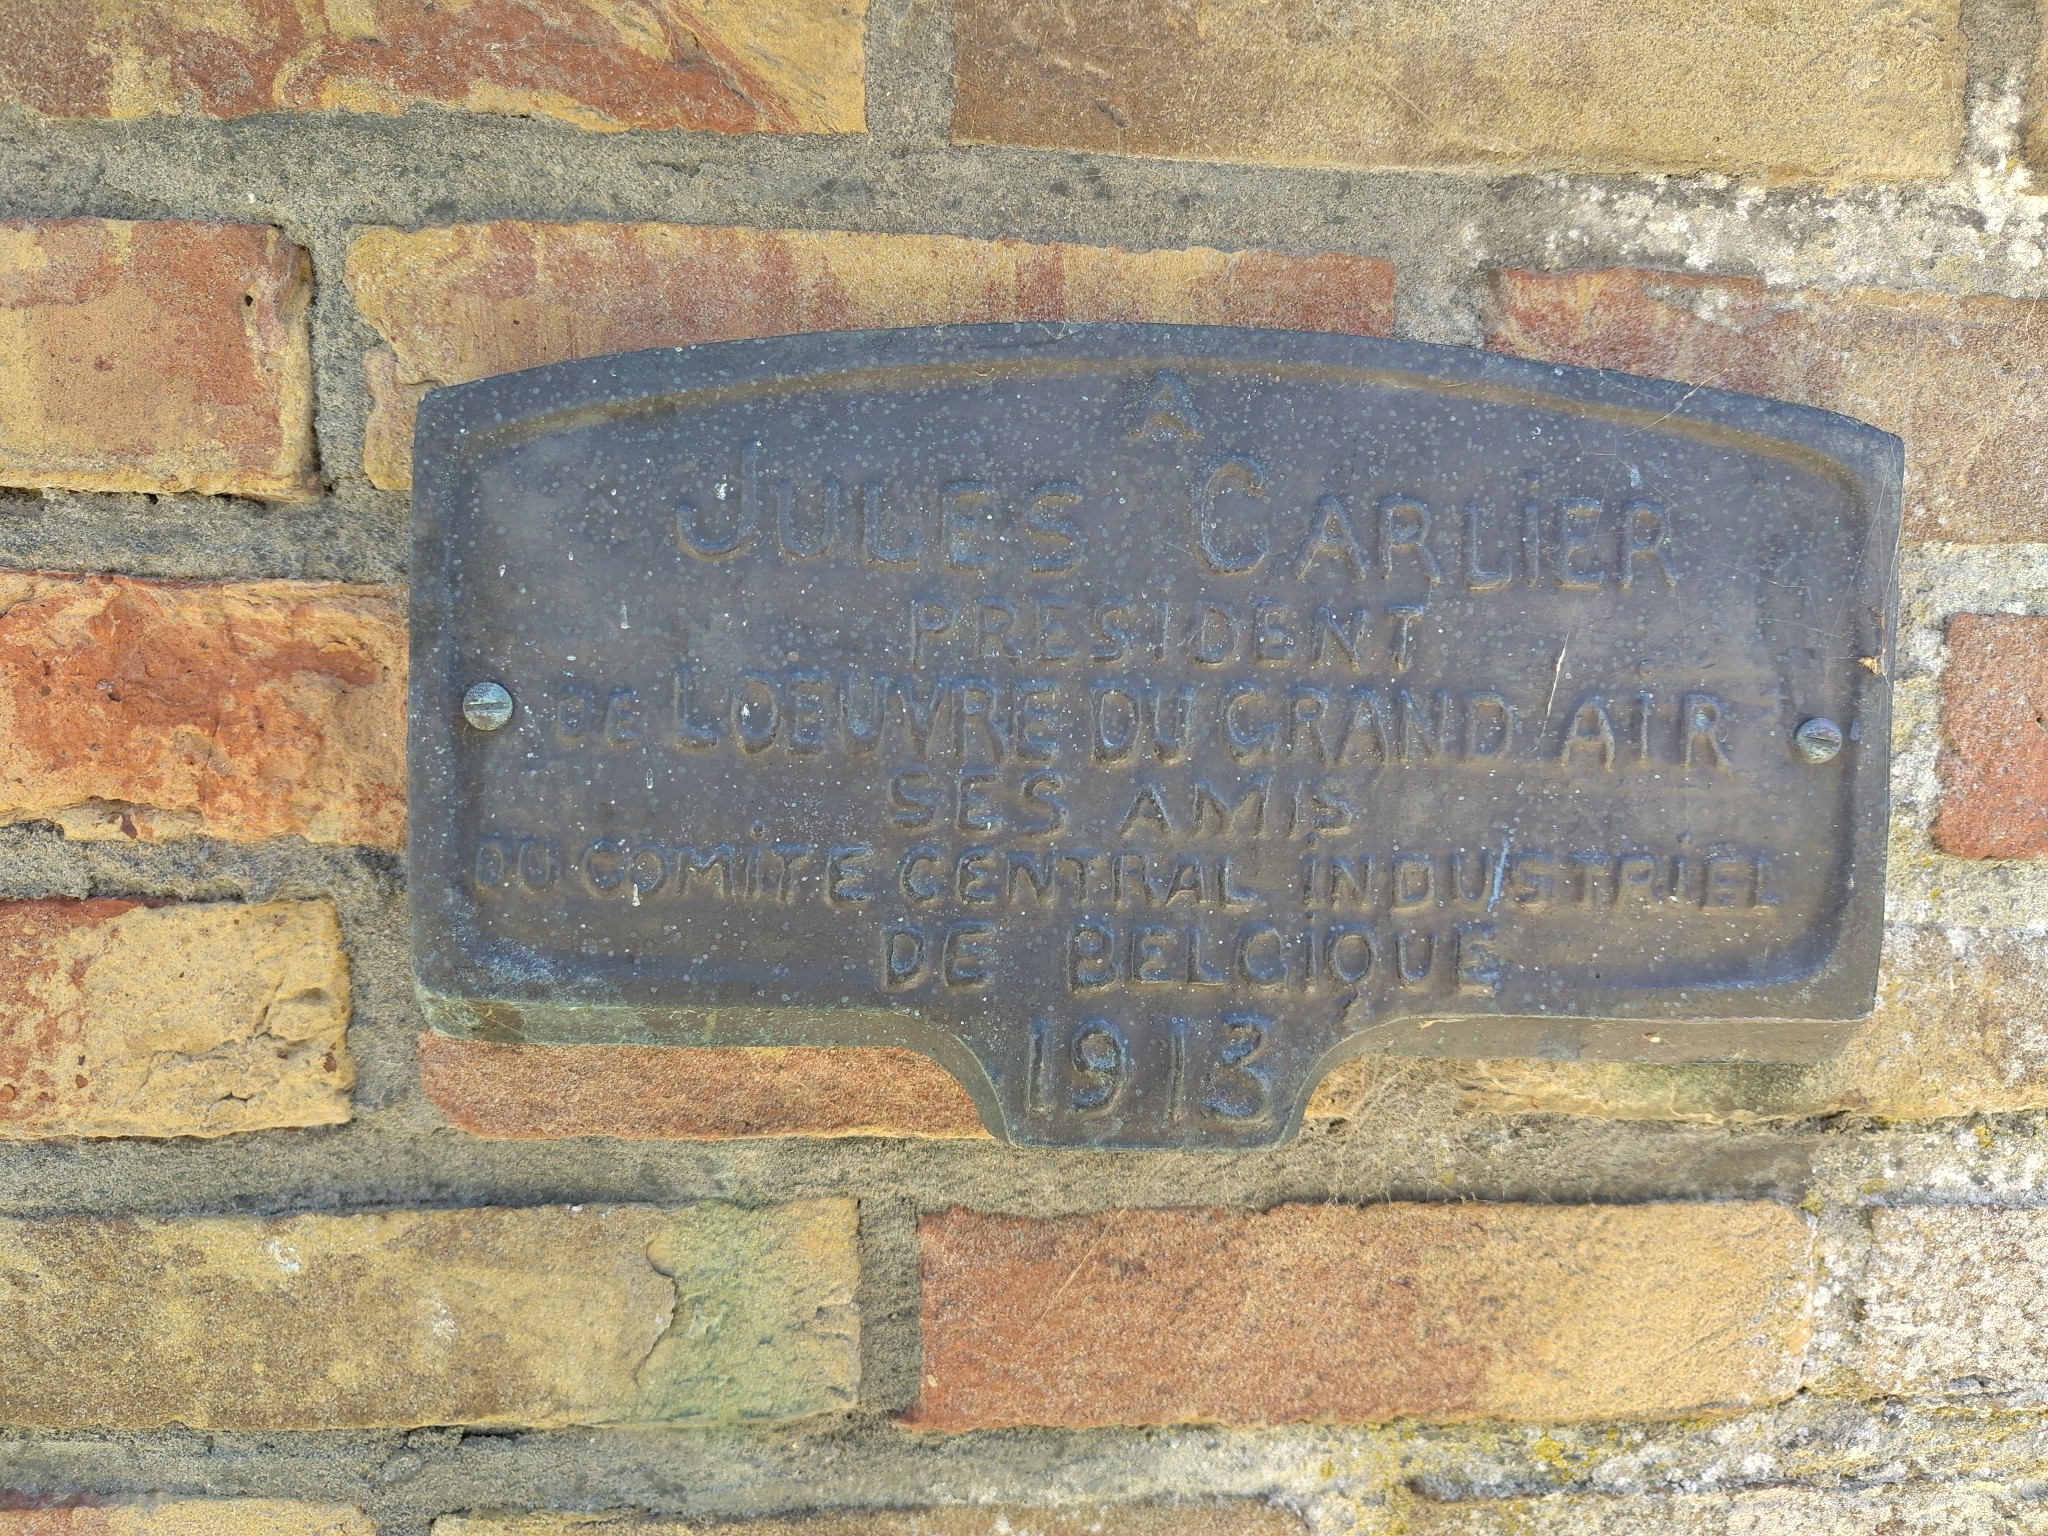 A
JULES CARLiER
PRESIDENT
DE LOEUVRE DU GRAND AIR
SES AMIS
DU COMiTE CENTRAL iNDUSTRiEL
DE BELGiQUE
1913